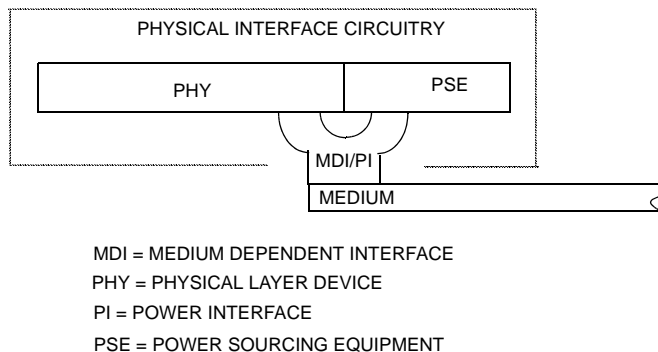 PHYSICAL INTERFACE CIRCUITRY
PHY
PSE
MDI/PI
MEDIUM
MDI = MEDIUM DEPENDENT INTERFACE
PHY = PHYSICAL LAYER DEVICE
PI = POWER INTERFACE
PSE = POWER SOURCING EQUIPMENT